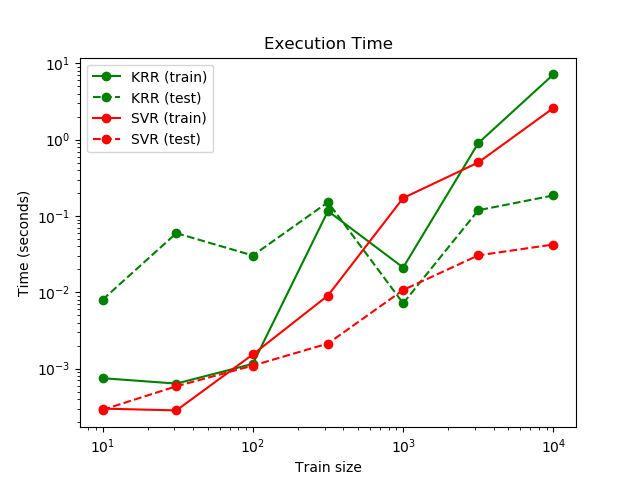 Execution Time
KRR (train)
KRR (test)
SVR (train)
SVR (test)
Time (seconds)
10¹
10⁰
10⁻¹
10⁻²
10⁻³
10¹
10²
10³
10⁴
Train size